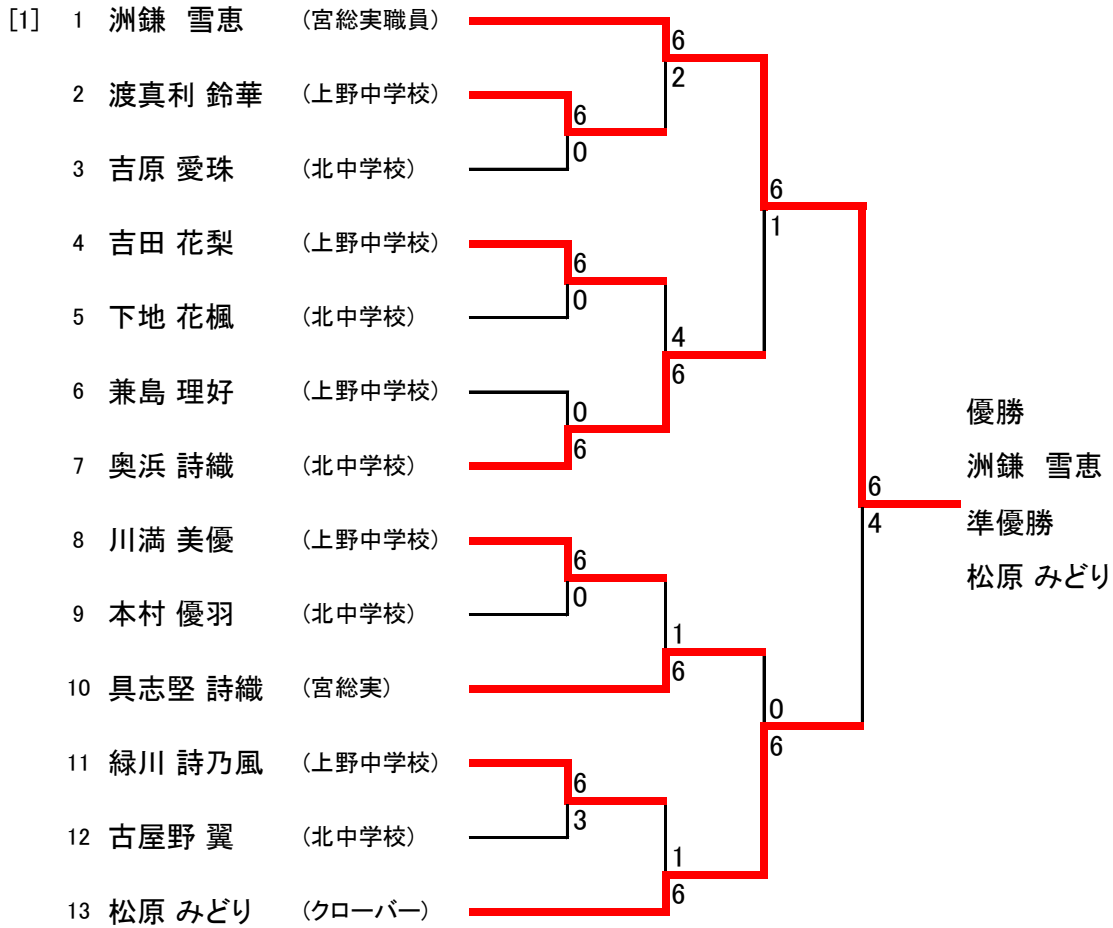 [1] 1 洲鎌 雪恵 (宮総実職員)
6
2
2 渡真利 鈴華 (上野中学校)
6
0
3 吉原 愛珠 (北中学校)
6
1
4 吉田 花梨 (上野中学校)
6
0
5 下地 花楓 (北中学校)
4
6
6 兼島 理好 (上野中学校)
0
6
7 奥浜 詩織 (北中学校)
優勝
洲鎌 雪恵
6
4
準優勝
松原 みどり
8 川満 美優 (上野中学校)
6
0
9 本村 優羽 (北中学校)
1
6
10 具志堅 詩織 (宮総実)
0
6
11 緑川 詩乃風 (上野中学校)
6
3
12 古屋野 翼 (北中学校)
1
6
13 松原 みどり (クローバー)